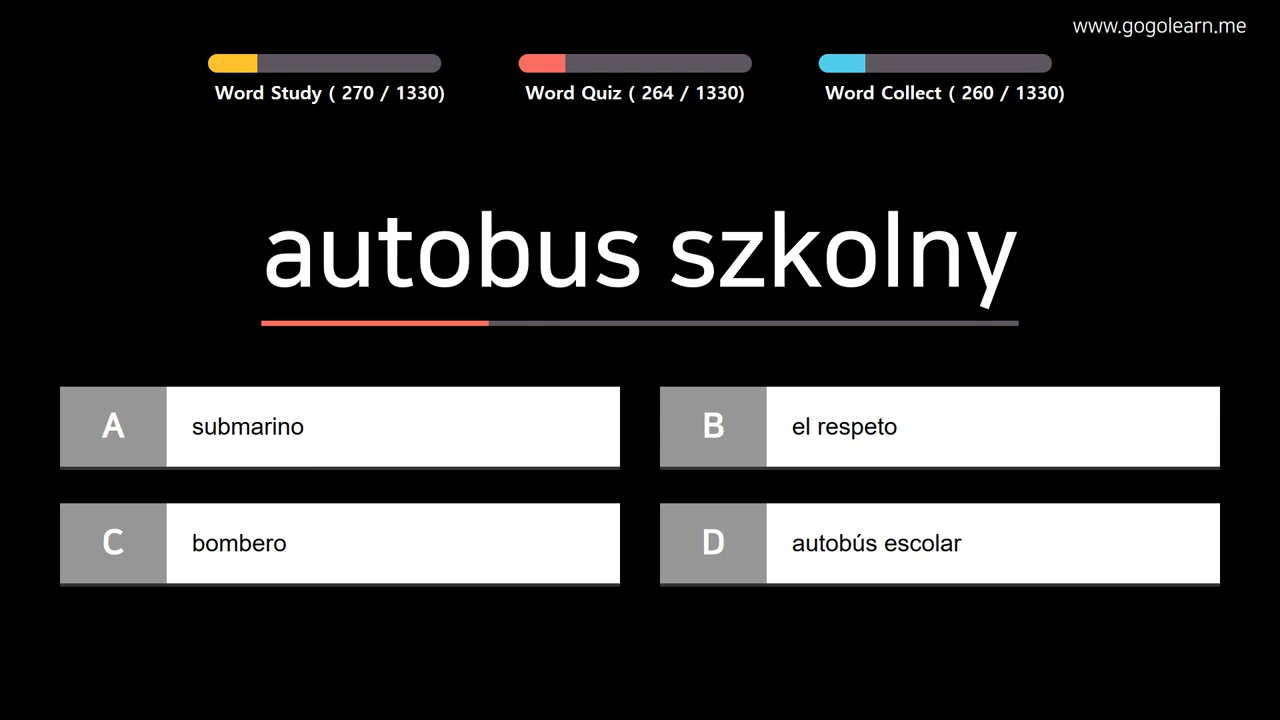 www.gogolearn.me
Word Study ( 270 / 1330)
Word Quiz ( 264 / 1330)
Word Collect ( 260 / 1330)
autobus szkolny
A submarino
B el respeto
C bombero
D autobús escolar